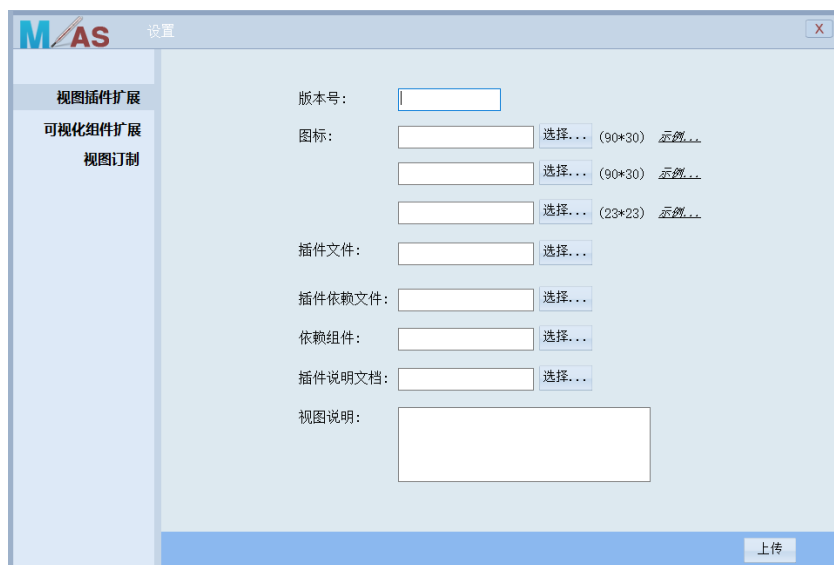 MAS 设置 X
视图插件扩展
可视化组件扩展
视图订制
版本号:
图标: 选择... (90*30) 示例...
选择... (90*30) 示例...
选择... (23*23) 示例...
插件文件: 选择...
插件依赖文件: 选择...
依赖组件: 选择...
插件说明文档: 选择...
视图说明:
上传